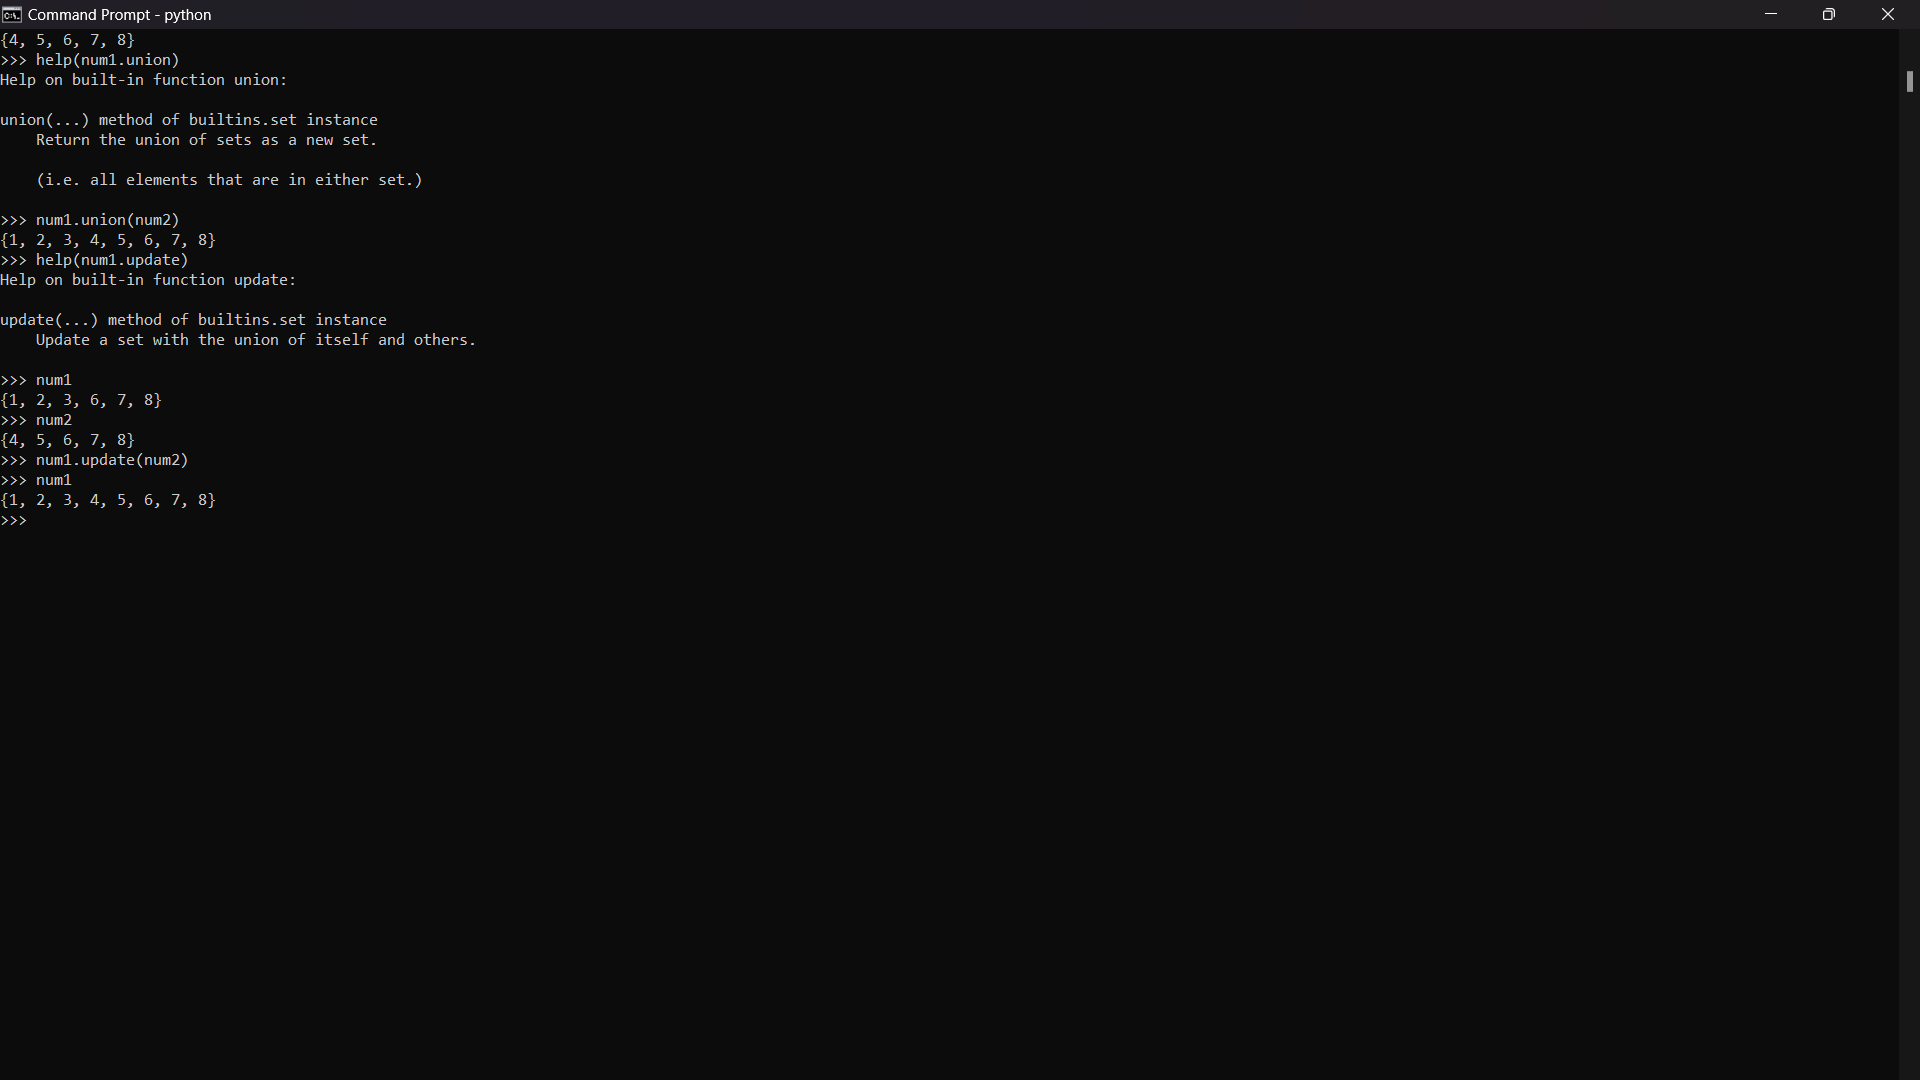 Command Prompt - python
{4, 5, 6, 7, 8}
>>> help(num1.union)
Help on built-in function union:
union(...) method of builtins.set instance
Return the union of sets as a new set.
(i.e. all elements that are in either set.)
>>> num1.union(num2)
{1, 2, 3, 4, 5, 6, 7, 8}
>>> help(num1.update)
Help on built-in function update:
update(...) method of builtins.set instance
Update a set with the union of itself and others.
>>> num1
{1, 2, 3, 6, 7, 8}
>>> num2
{4, 5, 6, 7, 8}
>>> num1.update(num2)
>>> num1
{1, 2, 3, 4, 5, 6, 7, 8}
>>>